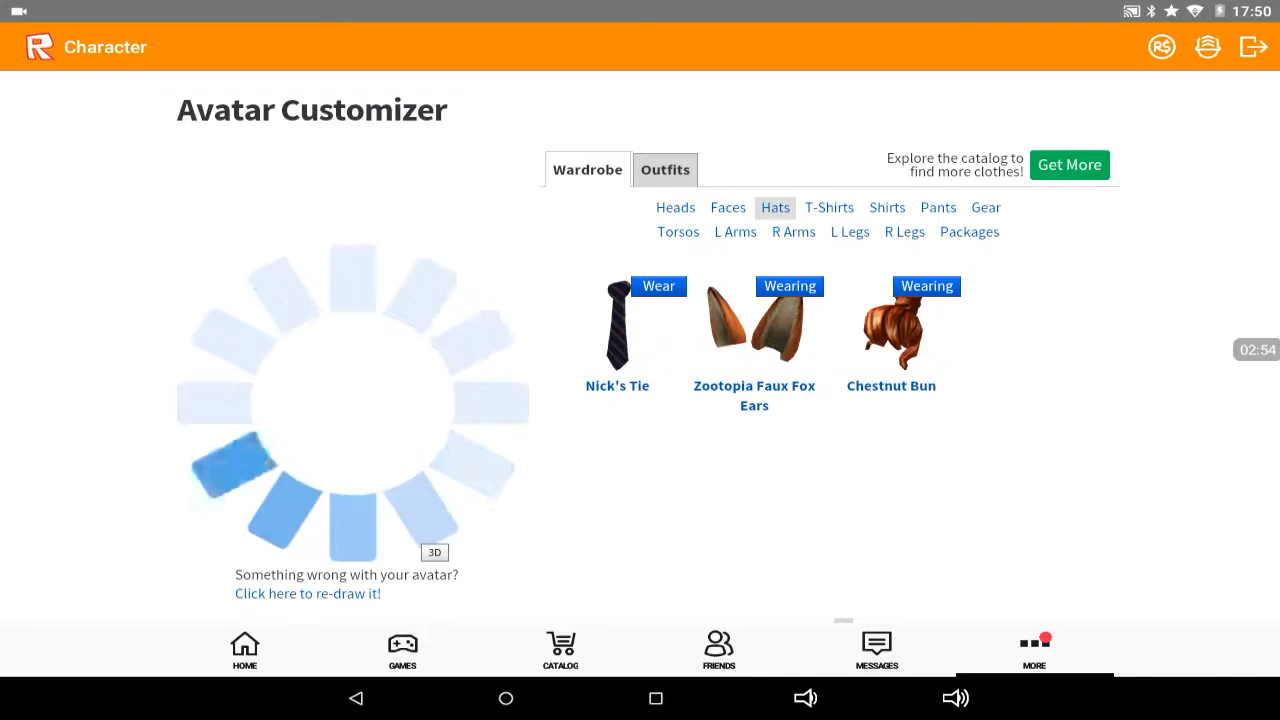 17:50
Character
R$
Avatar Customizer
Wardrobe
Outfits
Explore the catalog to
find more clothes!
Get More
Heads Faces Hats T-Shirts Shirts Pants Gear
Torsos L Arms R Arms L Legs R Legs Packages
Wear
Wearing
Wearing
Nick's Tie
Zootopia Faux Fox
Ears
Chestnut Bun
02:54
3D
Something wrong with your avatar?
Click here to re-draw it!
HOME
GAMES
CATALOG
FRIENDS
MESSAGES
MORE